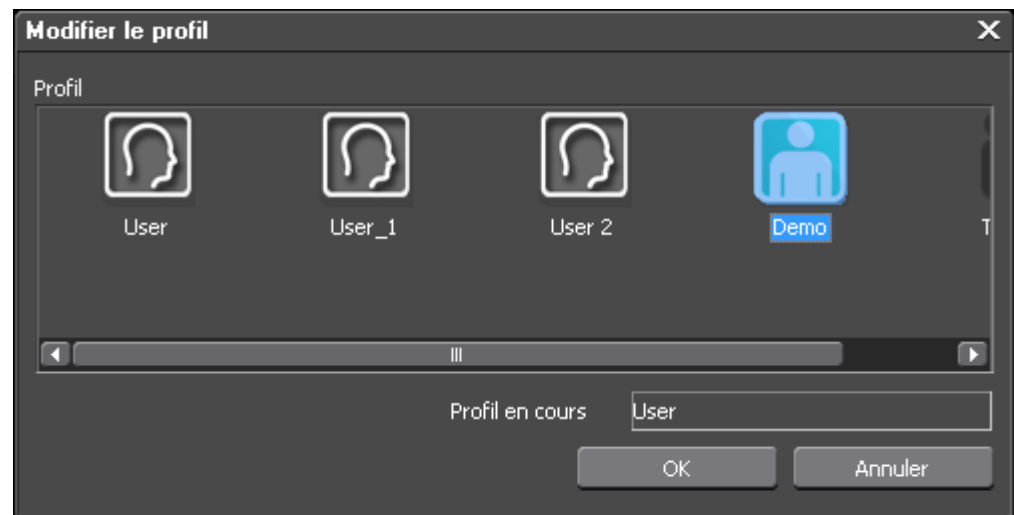 Modifier le profil
Profil
User User_1 User 2 Demo
Profil en cours User
OK Annuler